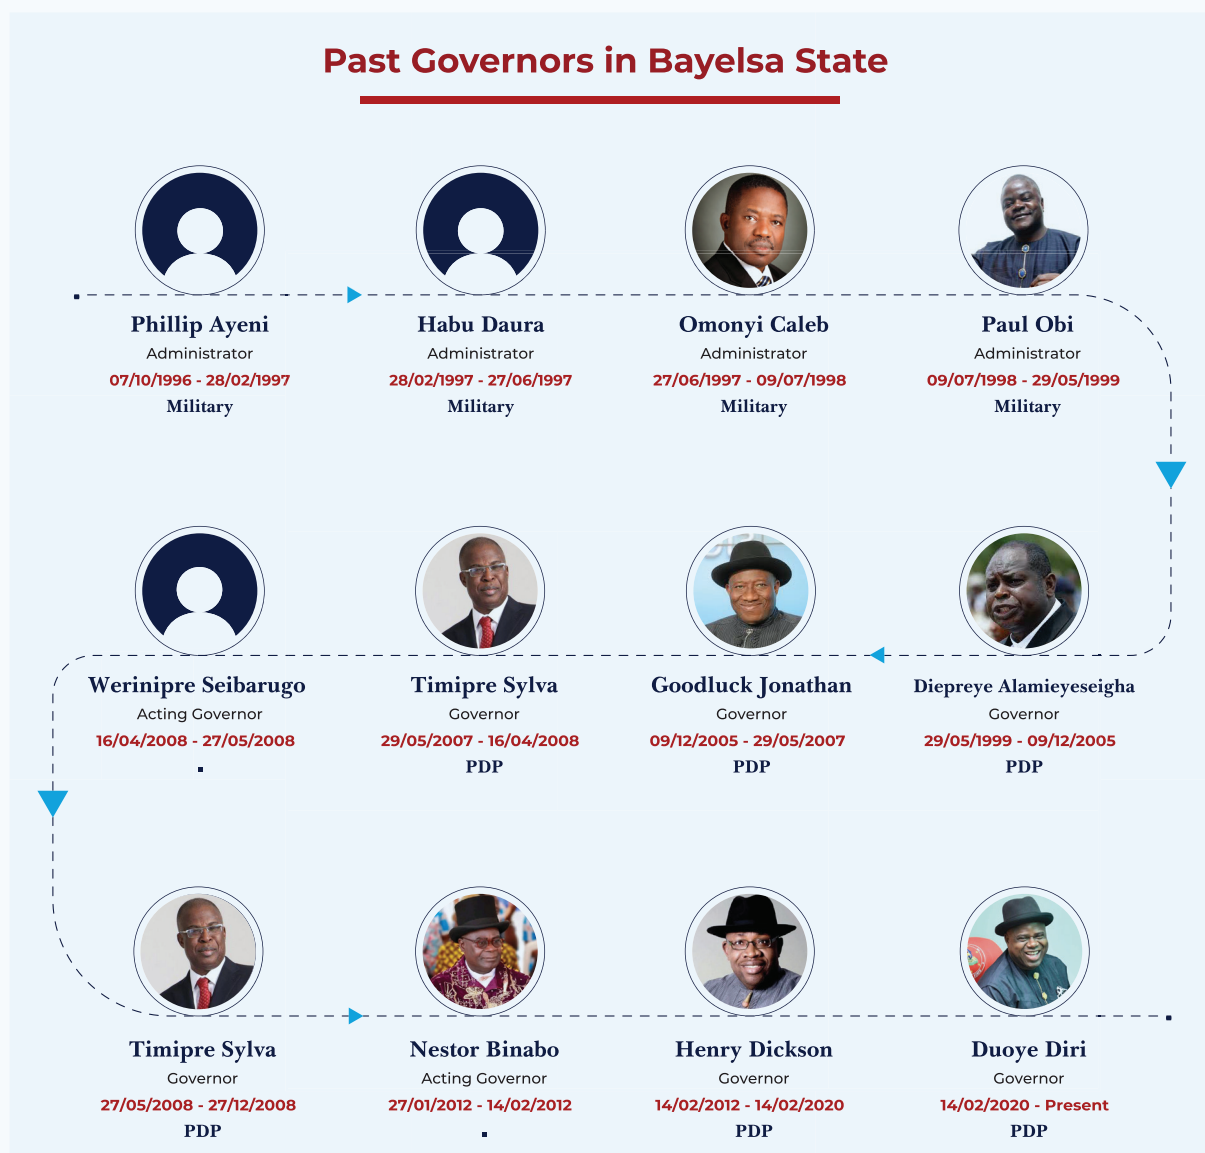 Past Governors in Bayelsa State
Phillip Ayeni
Administrator
07/10/1996 - 28/02/1997
Military
Habu Daura
Administrator
28/02/1997 - 27/06/1997
Military
Omonyi Caleb
Administrator
27/06/1997 - 09/07/1998
Military
Paul Obi
Administrator
09/07/1998 - 29/05/1999
Military
Diepreye Alamieyeseigha
Governor
29/05/1999 - 09/12/2005
PDP
Goodluck Jonathan
Governor
09/12/2005 - 29/05/2007
PDP
Timipre Sylva
Governor
29/05/2007 - 16/04/2008
PDP
Werinipre Seibarugo
Acting Governor
16/04/2008 - 27/05/2008
Timipre Sylva
Governor
27/05/2008 - 27/12/2008
PDP
Nestor Binabo
Acting Governor
27/01/2012 - 14/02/2012
Henry Dickson
Governor
14/02/2012 - 14/02/2020
PDP
Duoye Diri
Governor
14/02/2020 - Present
PDP